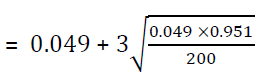 = 0.049 + 3√(0.049 ×0.951 / 200)